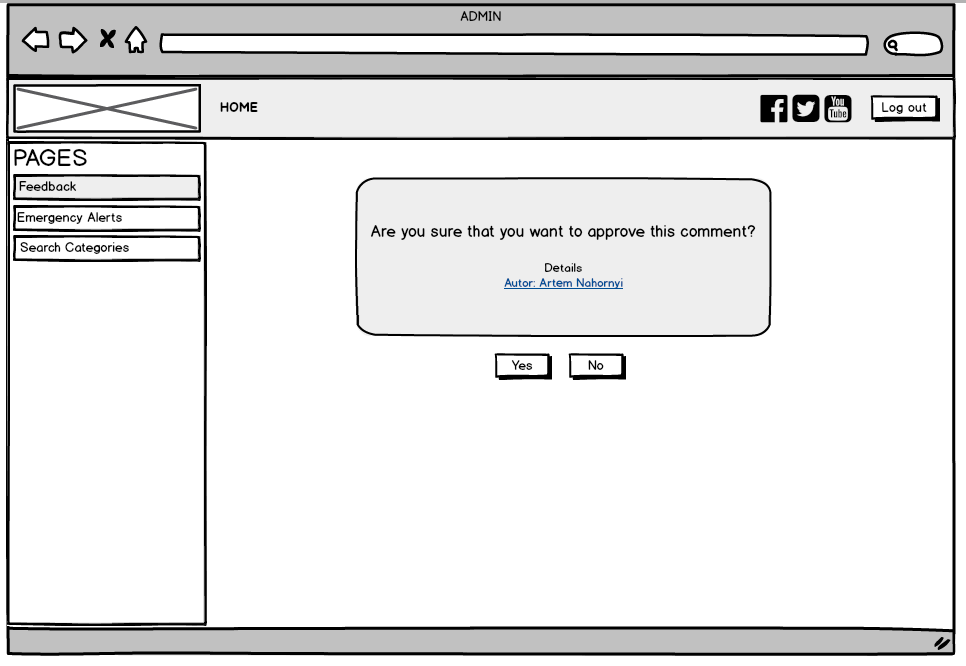 ADMIN
HOME
You
Tube
Log out
PAGES
Feedback
Emergency Alerts
Search Categories
Are you sure that you want to approve this comment?
Details
Autor: Artem Nahornyi
Yes
No